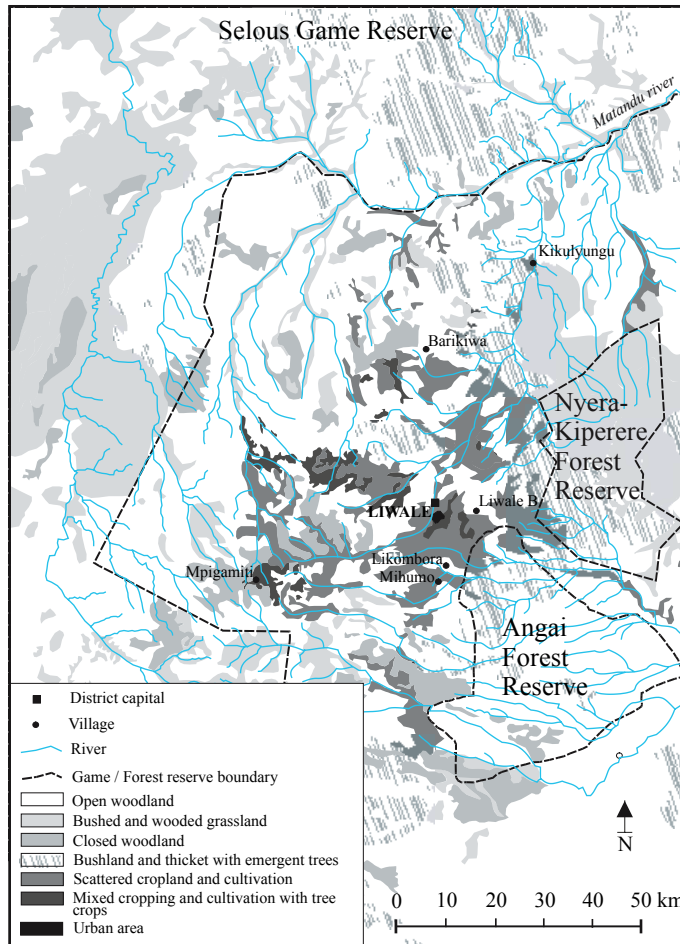 Selous Game Reserve
Matandu river
Kikulyungu
Barikiwa
Nyera-
Kiperere
Forest
Reserve
LIWALE
Liwale B.
Likombora
Mihumo
Mpigamiti
Angai
Forest
Reserve
District capital
Village
River
Game / Forest reserve boundary
Open woodland
Bushed and wooded grassland
Closed woodland
Bushland and thicket with emergent trees
Scattered cropland and cultivation
Mixed cropping and cultivation with tree
crops
Urban area
N
0 10 20 30 40 50 km